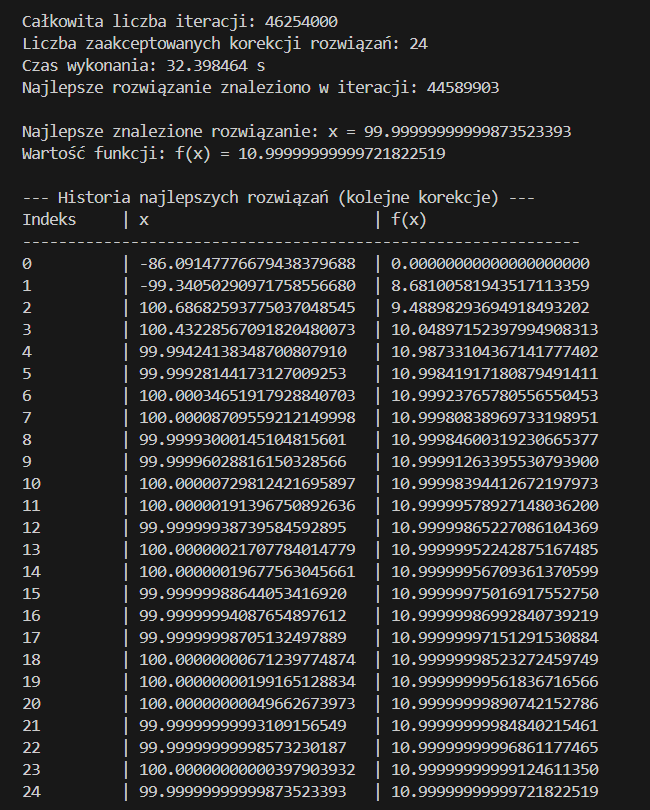 Całkowita liczba iteracji: 46254000
Liczba zaakceptowanych korekcji rozwiązań: 24
Czas wykonania: 32.398464 s
Najlepsze rozwiązanie znaleziono w iteracji: 44589903
Najlepsze znalezione rozwiązanie: x = 99.99999999999873523393
Wartość funkcji: f(x) = 10.99999999999721822519
--- Historia najlepszych rozwiązań (kolejne korekcje) ---
Indeks | x | f(x)
--------------------------------------------------------------
0 | -86.09147776679438379688 | 0.00000000000000000000
1 | -99.34050290971758556680 | 8.68100581943517113359
2 | 100.68682593775037048545 | 9.48898293694918493202
3 | 100.43228567091820480073 | 10.04897152397994908313
4 | 99.99424138348700807910 | 10.98733104367141777402
5 | 99.99928144173127009253 | 10.99841917180879491411
6 | 100.00034651917928840703 | 10.99923765780556550453
7 | 100.00008709559212149998 | 10.99980838969733198951
8 | 99.99993000145104815601 | 10.99984600319230665377
9 | 99.99996028816150328566 | 10.99991263395530793900
10 | 100.00000729812421695897 | 10.99998394412672197973
11 | 100.00000191396750892636 | 10.99999578927148036200
12 | 99.99999938739584592895 | 10.99999865227086104369
13 | 100.00000021707784014779 | 10.99999952242875167485
14 | 100.00000019677563045661 | 10.99999956709361370599
15 | 99.99999988644053416920 | 10.99999975016917552750
16 | 99.99999994087654897612 | 10.99999986992840739219
17 | 99.99999998705132497889 | 10.99999997151291530884
18 | 100.00000000671239774874 | 10.99999998523272459749
19 | 100.00000000199165128834 | 10.99999999561836716566
20 | 100.00000000049662673973 | 10.99999999890742152786
21 | 99.99999999993109156549 | 10.99999999984840215461
22 | 99.99999999998573230187 | 10.99999999996861177465
23 | 100.00000000000397903932 | 10.99999999999124611350
24 | 99.99999999999873523393 | 10.99999999999721822519